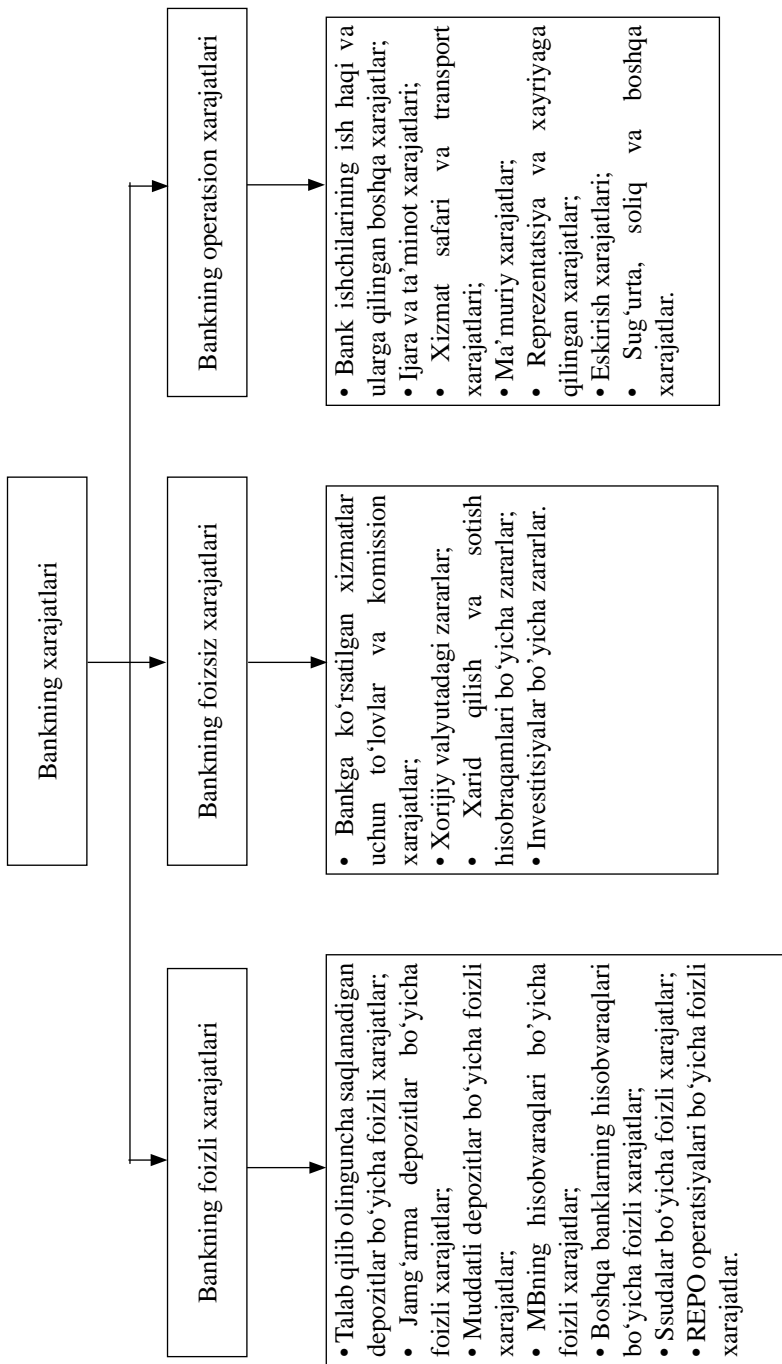 Bankning xarajatlari
Bankning foizli xarajatlari
• Talab qilib olinguncha saqlanadigan
depozitlar bo‘yicha foizli xarajatlar;
• Jamg‘arma depozitlar bo‘yicha
foizli xarajatlar;
• Muddatli depozitlar bo‘yicha foizli
xarajatlar;
• MBning hisobvaraqlari bo’yicha
foizli xarajatlar;
• Boshqa banklarning hisobvaraqlari
bo‘yicha foizli xarajatlar;
• Ssudalar bo‘yicha foizli xarajatlar;
• REPO operatsiyalari bo‘yicha foizli
xarajatlar.
Bankning foizsiz xarajatlari
• Bankga ko‘rsatilgan xizmatlar
uchun to‘lovlar va komission
xarajatlar;
• Xorijiy valyutadagi zararlar;
• Xarid qilish va sotish
hisobraqamlari bo‘yicha zararlar;
• Investitsiyalar bo’yicha zararlar.
Bankning operatsion xarajatlari
• Bank ishchilarining ish haqi va
ularga qilingan boshqa xarajatlar;
• Ijara va ta’minot xarajatlari;
• Xizmat safari va transport
xarajatlari;
• Ma’muriy xarajatlar;
• Reprezentatsiya va xayriyaga
qilingan xarajatlar;
• Eskirish xarajatlari;
• Sug‘urta, soliq va boshqa
xarajatlar.